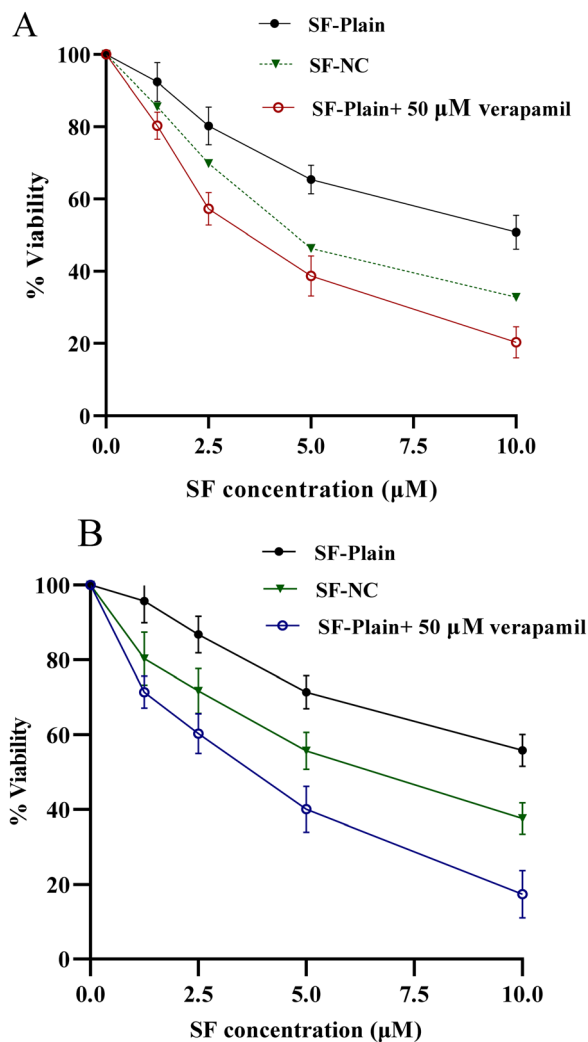 A
SF-Plain
SF-NC
SF-Plain+ 50 μM verapamil
100
80
60
40
20
0
% Viability
0.0 2.5 5.0 7.5 10.0
SF concentration (μM)
B
SF-Plain
SF-NC
SF-Plain+ 50 μM verapamil
100
80
60
40
20
0
% Viability
0.0 2.5 5.0 7.5 10.0
SF concentration (μM)